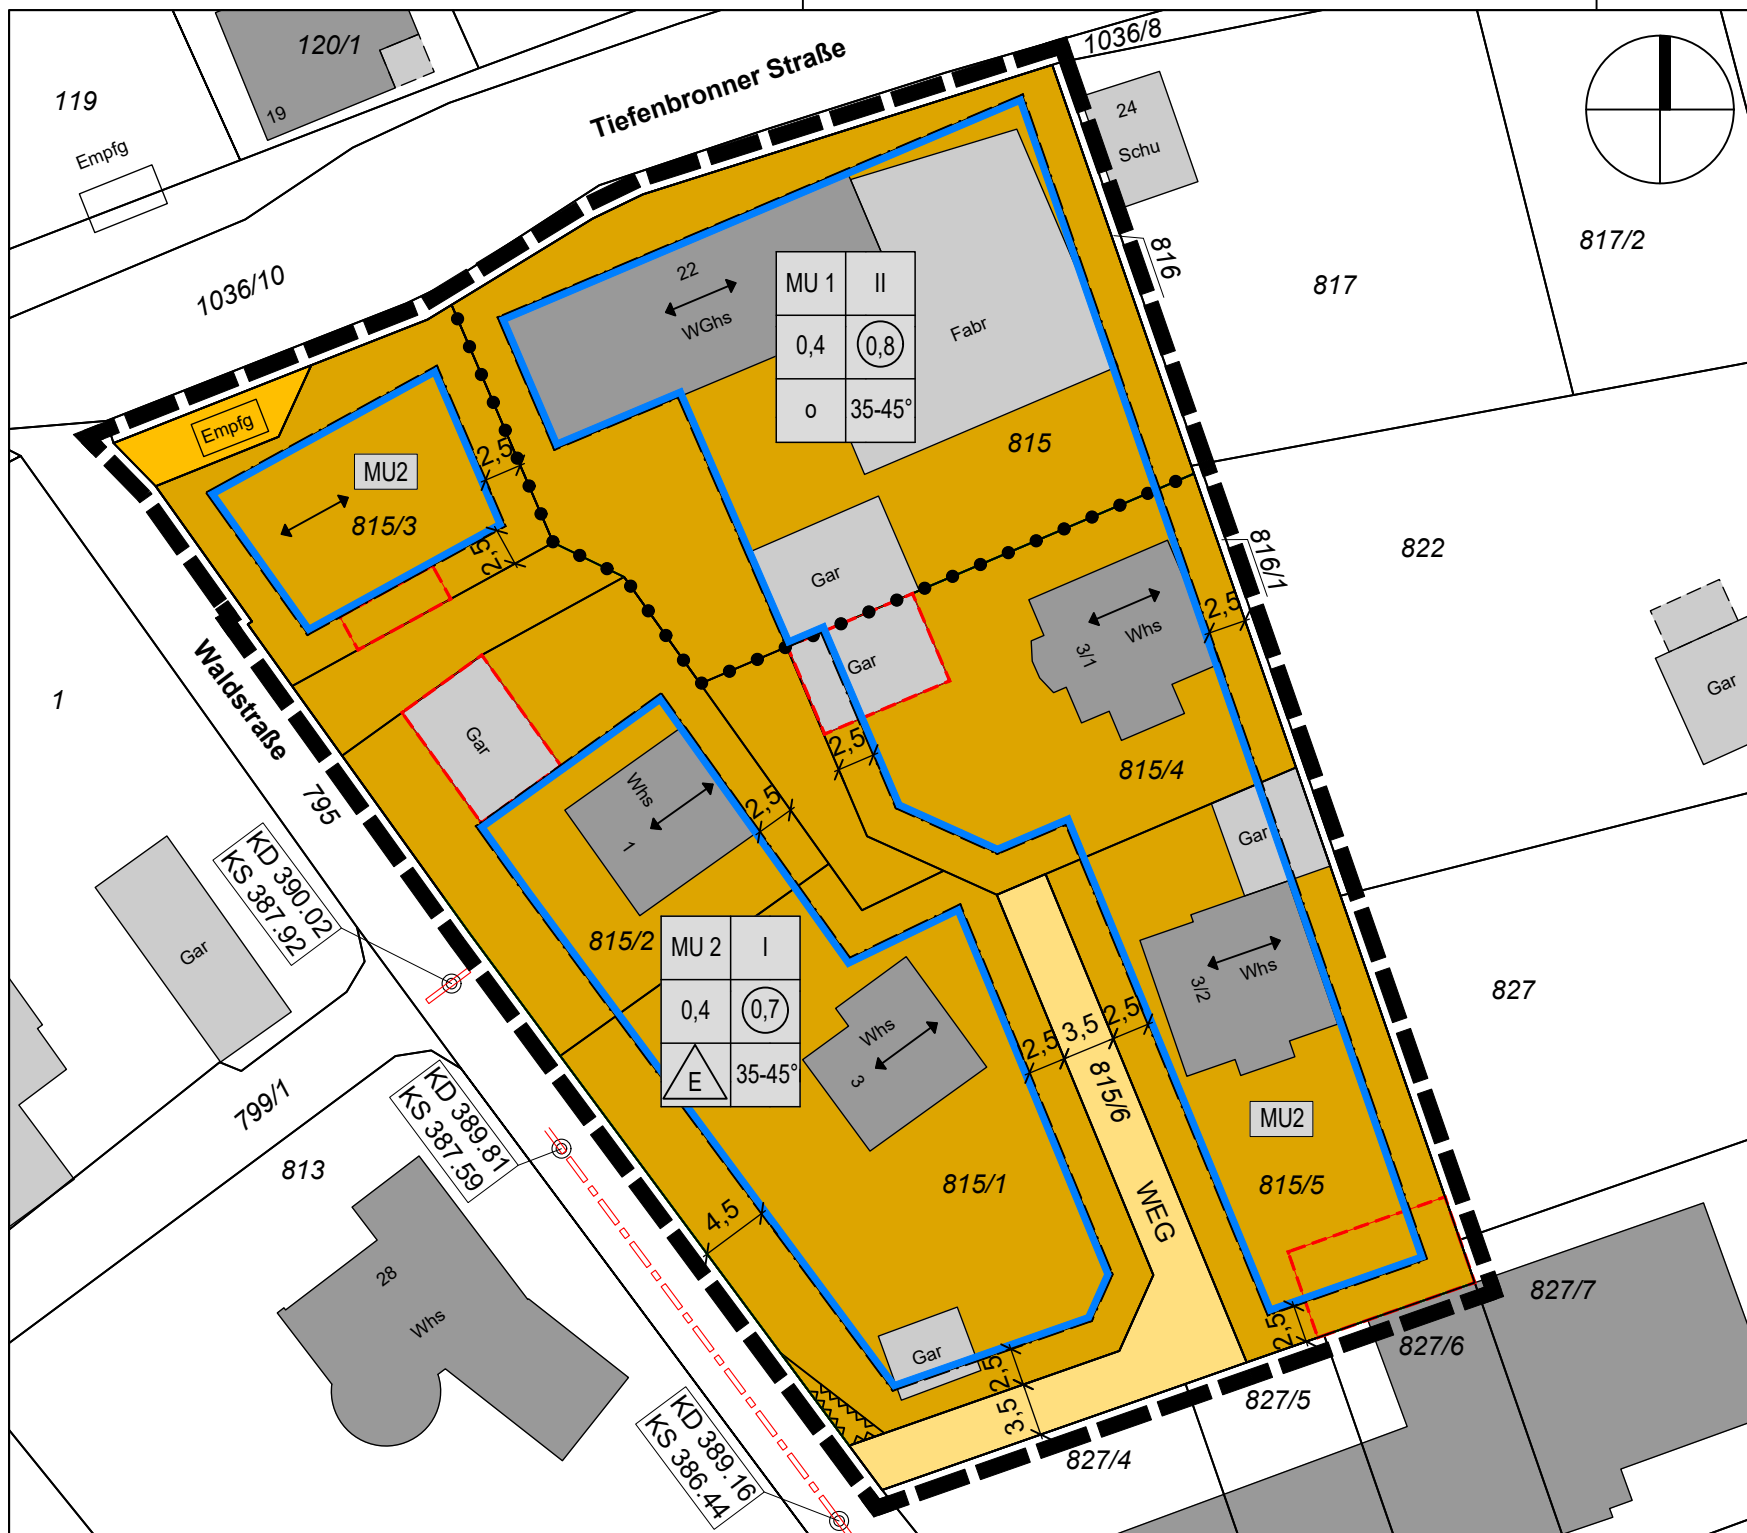 120/1
119
19
Empfg
Tiefenbronner Straße
1036/8
24
Schu
816
817
817/2
1036/10
22
WGhs
MU 1 II
0,4 0,8
o 35-45°
Fabr
815
Empfg
MU2
815/3
2,5
2,5
Gar
Gar
816/1
822
3/1
Whs
2,5
Gar
Waldstraße
1
795
Gar
Whs
1
2,5
2,5
815/4
Gar
KD 390.02
KS 387.92
Gar
815/2
MU 2 I
0,4 0,7
E 35-45°
Whs
3
3/2
Whs
827
2,5
3,5
2,5
815/6
799/1
KD 389.81
KS 387.59
813
MU2
815/1
815/5
WEG
4,5
28
Whs
Gar
2,5
3,5
2,5
827/7
827/6
827/5
827/4
KD 389.16
KS 386.44